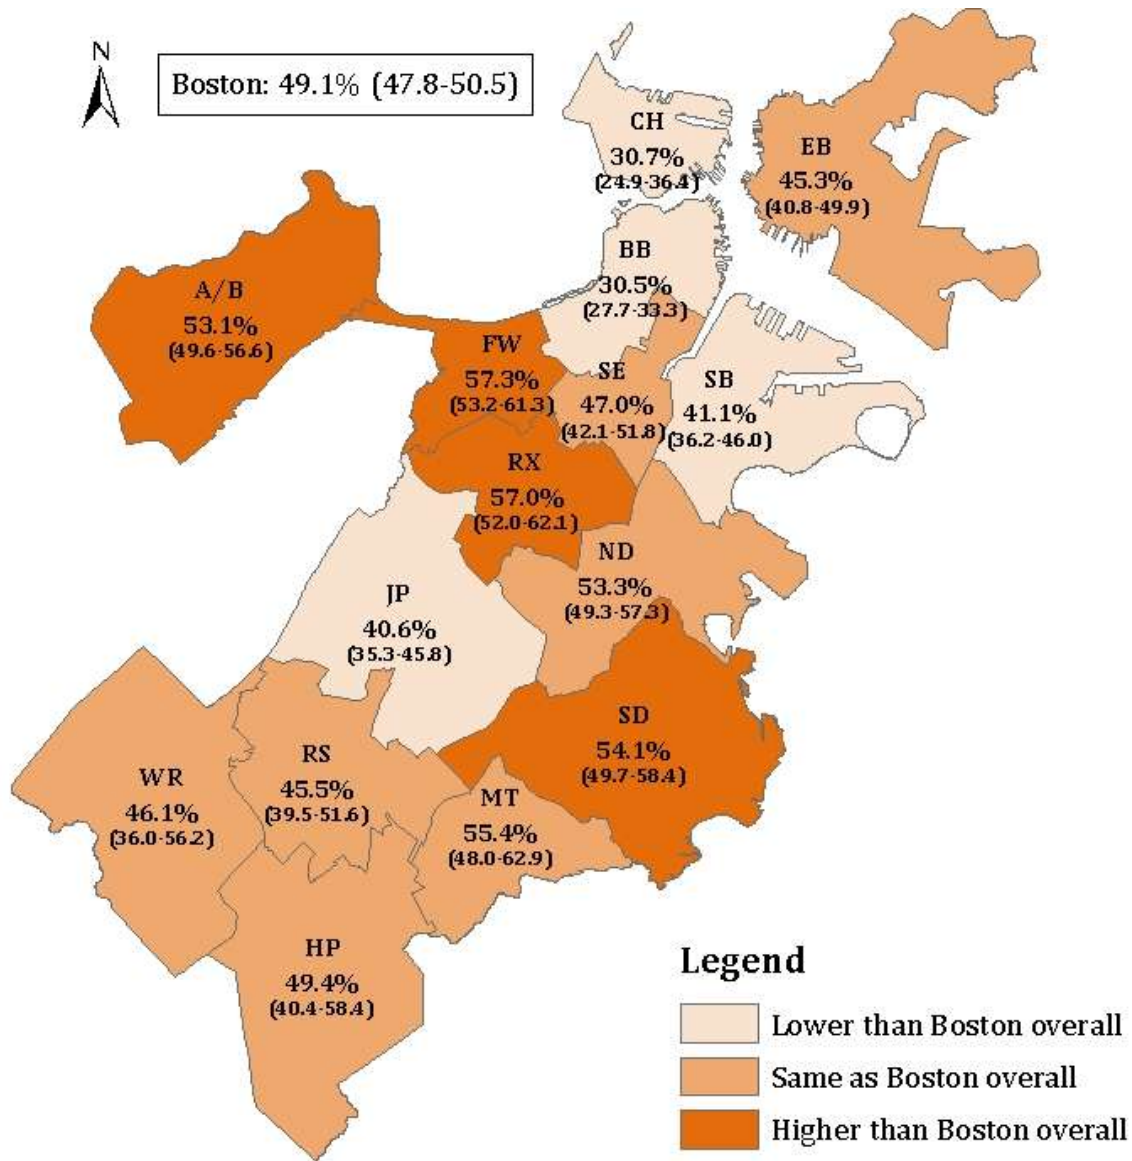 N
Boston: 49.1% (47.8-50.5)
CH
30.7%
(24.9-36.4)
EB
45.3%
(40.8-49.9)
BB
30.5%
(27.7-33.3)
A/B
53.1%
(49.6-56.6)
FW
57.3%
(53.2-61.3)
SE
47.0%
(42.1-51.8)
SB
41.1%
(36.2-46.0)
RX
57.0%
(52.0-62.1)
ND
53.3%
(49.3-57.3)
JP
40.6%
(35.3-45.8)
SD
54.1%
(49.7-58.4)
RS
45.5%
(39.5-51.6)
WR
46.1%
(36.0-56.2)
MT
55.4%
(48.0-62.9)
HP
49.4%
(40.4-58.4)
Legend
Lower than Boston overall
Same as Boston overall
Higher than Boston overall